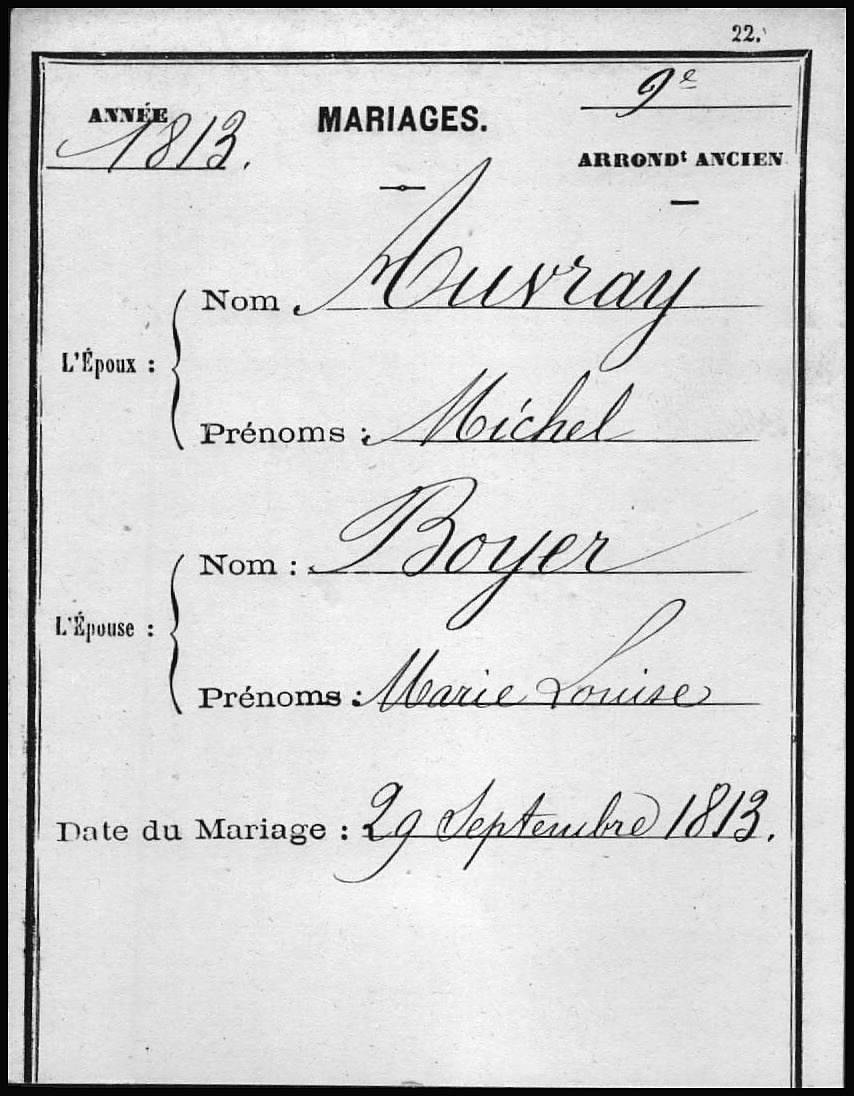 22.
ANNÉE 1813.
MARIAGES.
9e
ARRONDt ANCIEN
L'Époux :
Nom Auvray
Prénoms : Michel
L'Épouse :
Nom : Boyer
Prénoms : Marie Louise
Date du Mariage : 29 Septembre 1813.